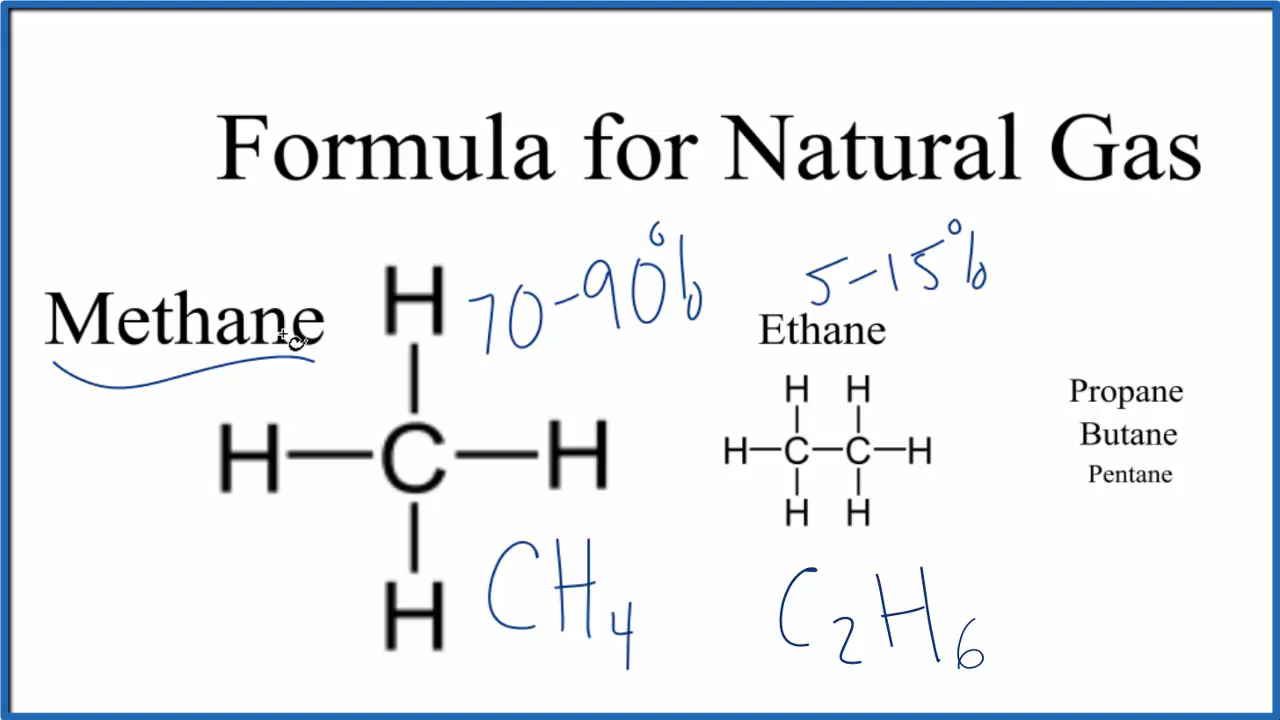 Formula for Natural Gas
Methane
70-90%
5-15%
Ethane
H
H C H
H
CH4
H H
H C C H
H H
C2H6
Propane
Butane
Pentane